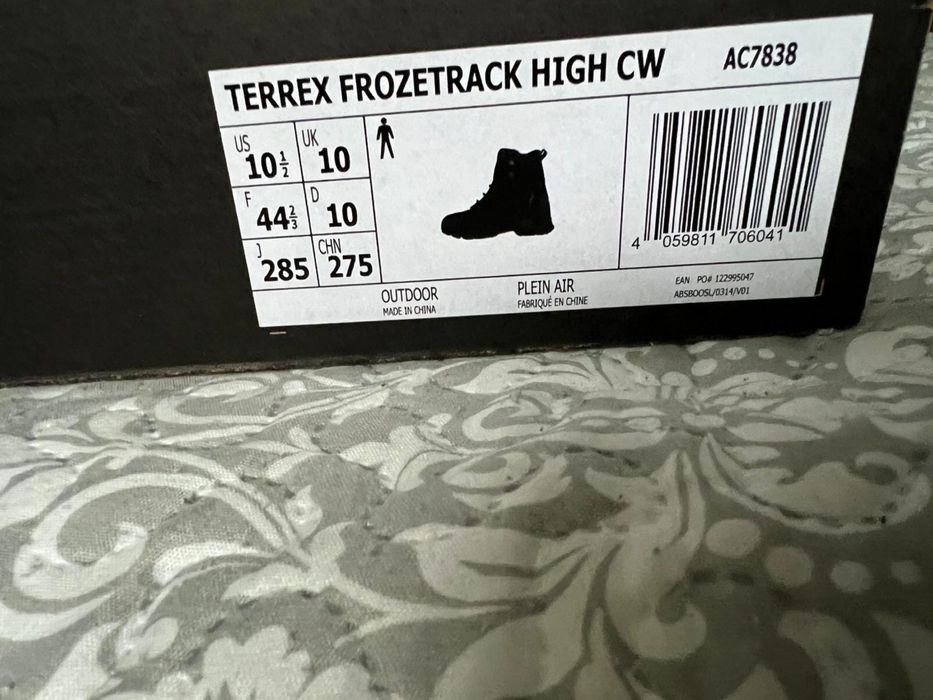 TERREX FROZETRACK HIGH CW AC7838
US 10½ UK 10
F 44⅔ D 10
J 285 CHN 275
OUTDOOR
MADE IN CHINA
PLEIN AIR
FABRIQUÉ EN CHINE
4 059811 706041
EAN PO# 122995047
ABSBOOSL/0314/V01